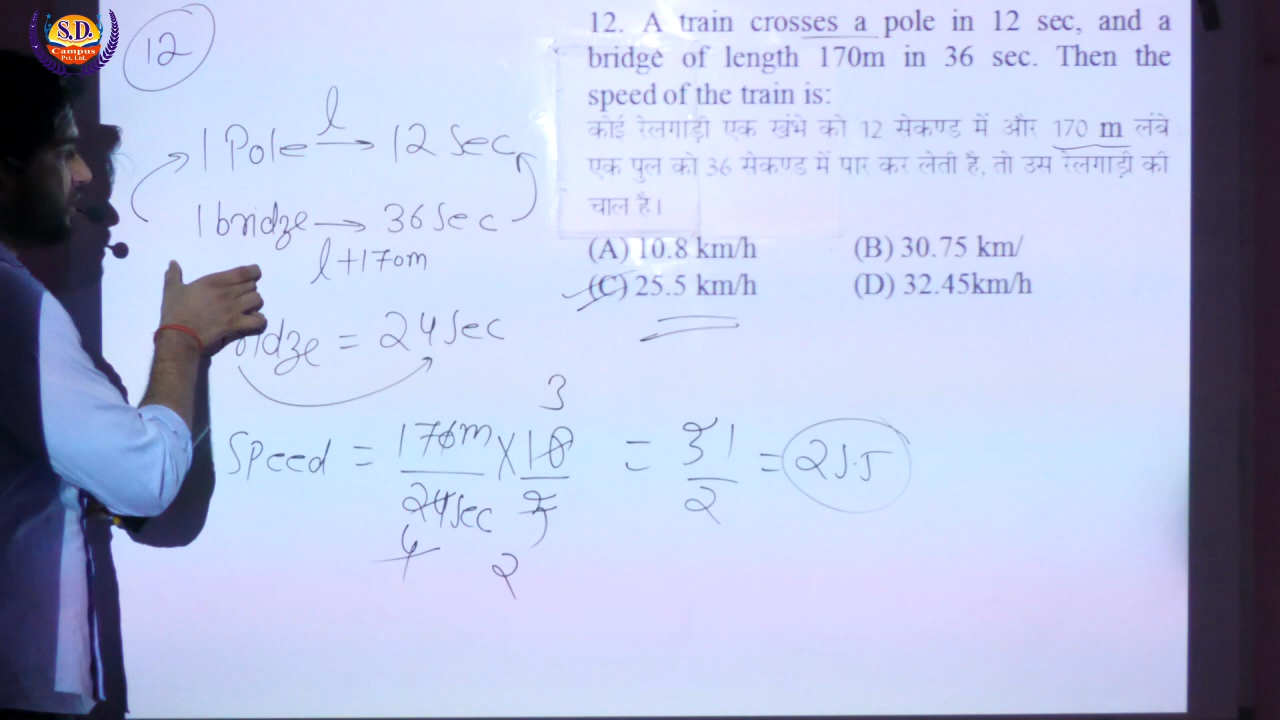 S.D.
Campus
Pvt. Ltd.
12
12. A train crosses a pole in 12 sec, and a
bridge of length 170m in 36 sec. Then the
speed of the train is:
कोई रेलगाड़ी एक खंभे को 12 सेकण्ड में और 170 m लंबे
एक पुल को 36 सेकण्ड में पार कर लेती है, तो उस रेलगाड़ी की
चाल है।
(A) 10.8 km/h (B) 30.75 km/
(C) 25.5 km/h (D) 32.45km/h
l
1 Pole → 12 Sec
1 bridge → 36 Sec
l+170m
= 24 Sec
3
Speed = 170m/24sec × 18/5 = 51/2 = 25.5
2